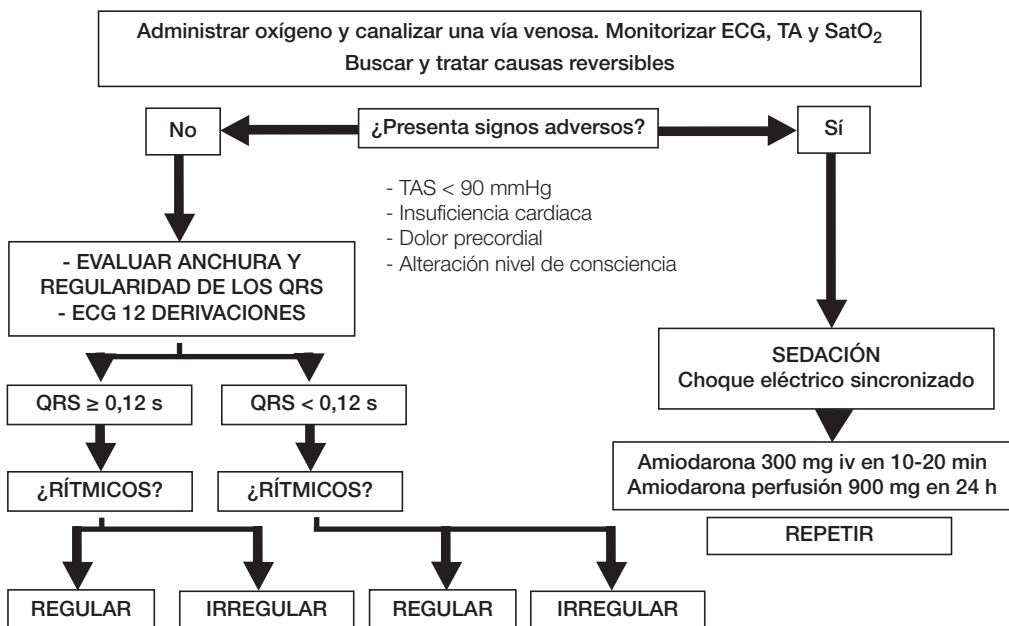 Administrar oxígeno y canalizar una vía venosa. Monitorizar ECG, TA y SatO₂
Buscar y tratar causas reversibles
No
¿Presenta signos adversos?
Sí
- TAS < 90 mmHg
- Insuficiencia cardiaca
- Dolor precordial
- Alteración nivel de consciencia
- EVALUAR ANCHURA Y
REGULARIDAD DE LOS QRS
- ECG 12 DERIVACIONES
SEDACIÓN
Choque eléctrico sincronizado
QRS ≥ 0,12 s
QRS < 0,12 s
Amiodarona 300 mg iv en 10-20 min
Amiodarona perfusión 900 mg en 24 h
¿RÍTMICOS?
¿RÍTMICOS?
REPETIR
REGULAR
IRREGULAR
REGULAR
IRREGULAR